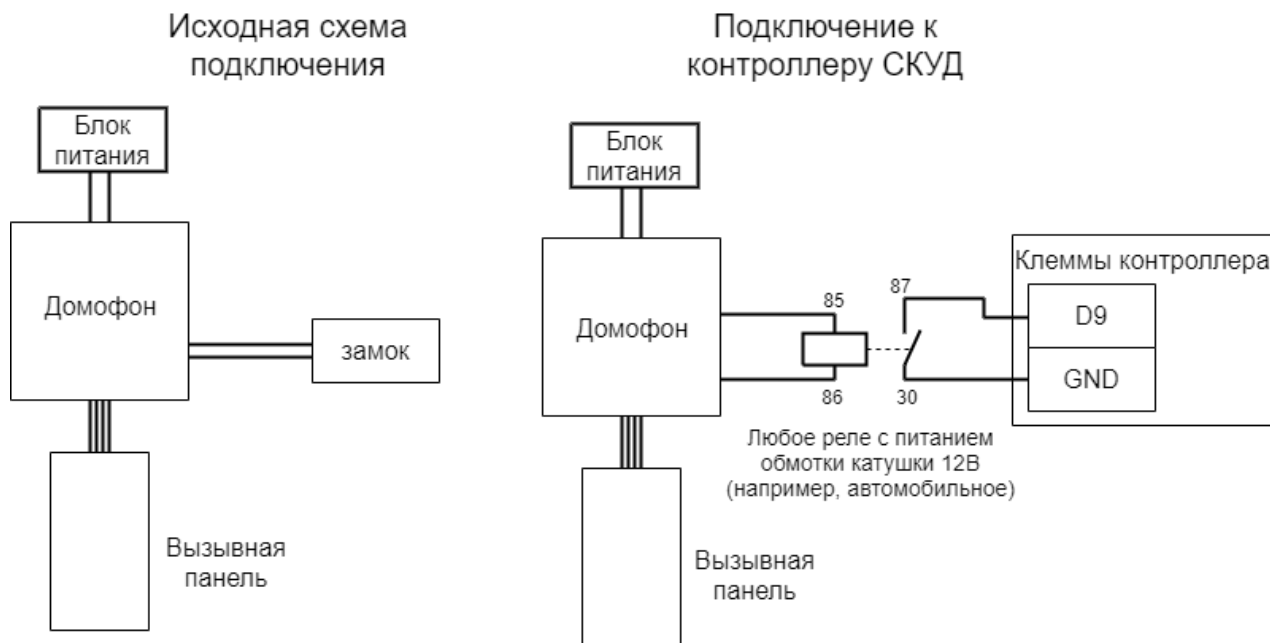 Исходная схема
подключения
Блок
питания
Домофон
замок
Вызывная
панель
Подключение к
контроллеру СКУД
Блок
питания
Домофон
85
86
87
30
Клеммы контроллера
D9
GND
Любое реле с питанием
обмотки катушки 12В
(например, автомобильное)
Вызывная
панель